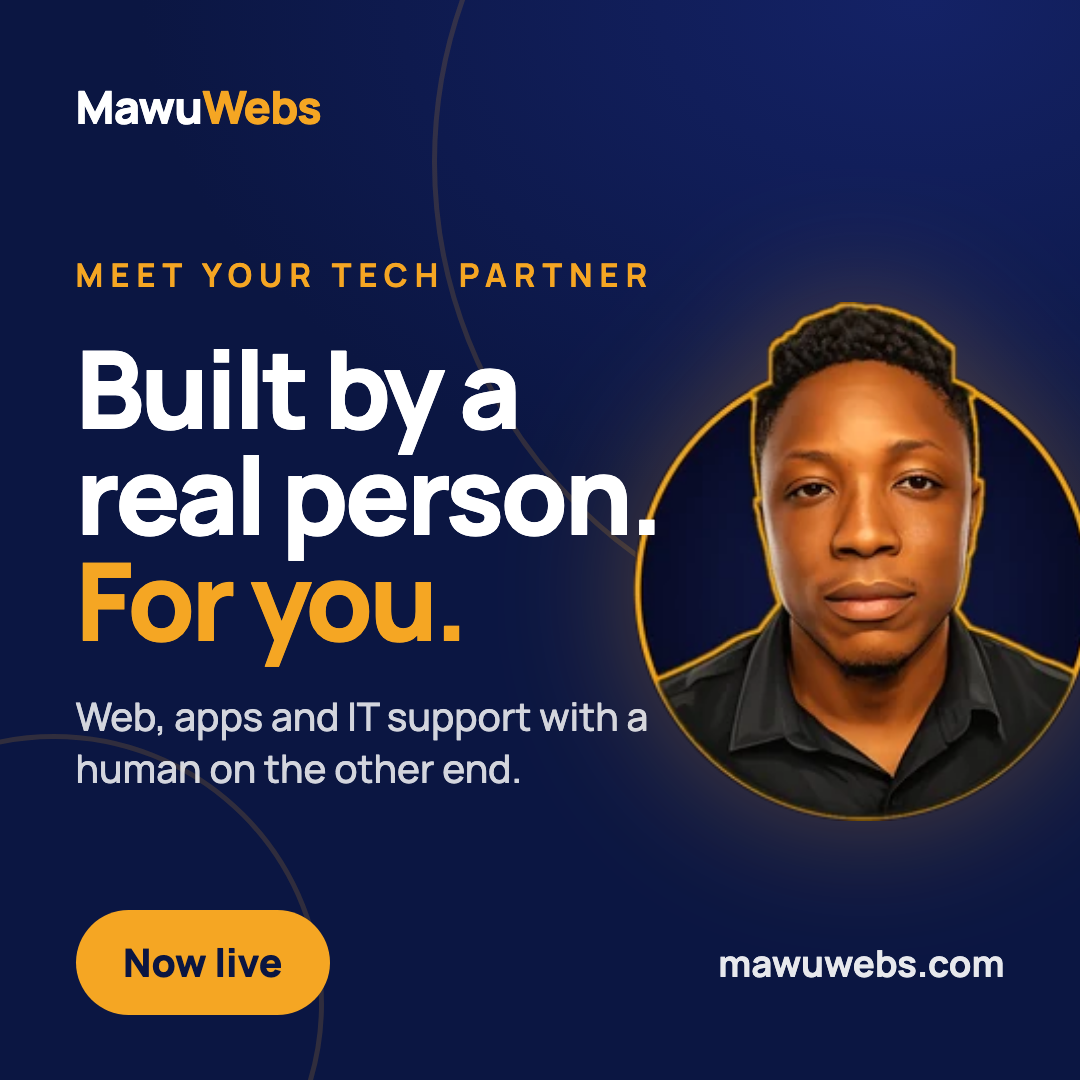 MawuWebs
MEET YOUR TECH PARTNER
Built by a
real person.
For you.
Web, apps and IT support with a
human on the other end.
Now live
mawuwebs.com